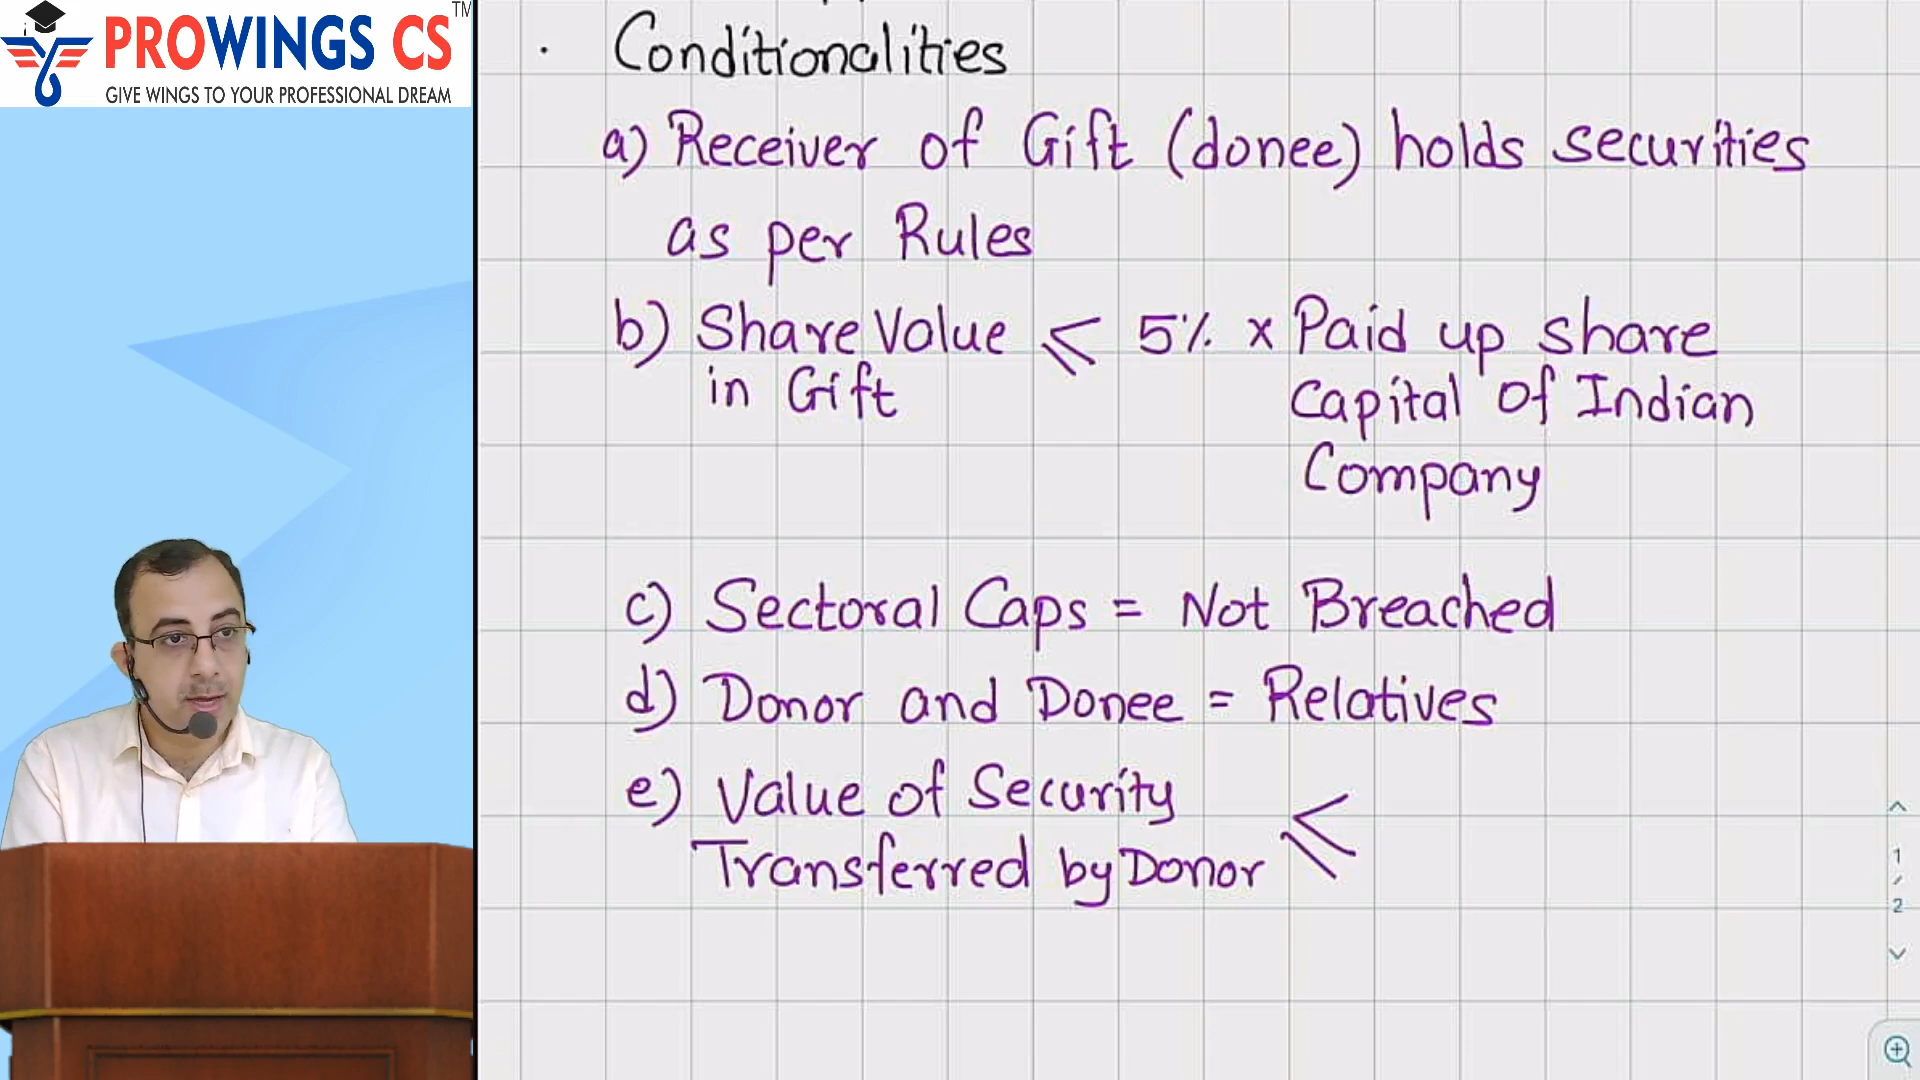 PROWINGS CS TM
GIVE WINGS TO YOUR PROFESSIONAL DREAM
· Conditionalities
a) Receiver of Gift (donee) holds securities
as per Rules
b) Share Value ⩽ 5% x Paid up share
in Gift Capital of Indian
Company
c) Sectoral Caps = Not Breached
d) Donor and Donee = Relatives
e) Value of Security
Transferred by Donor ⩽
1
/
2